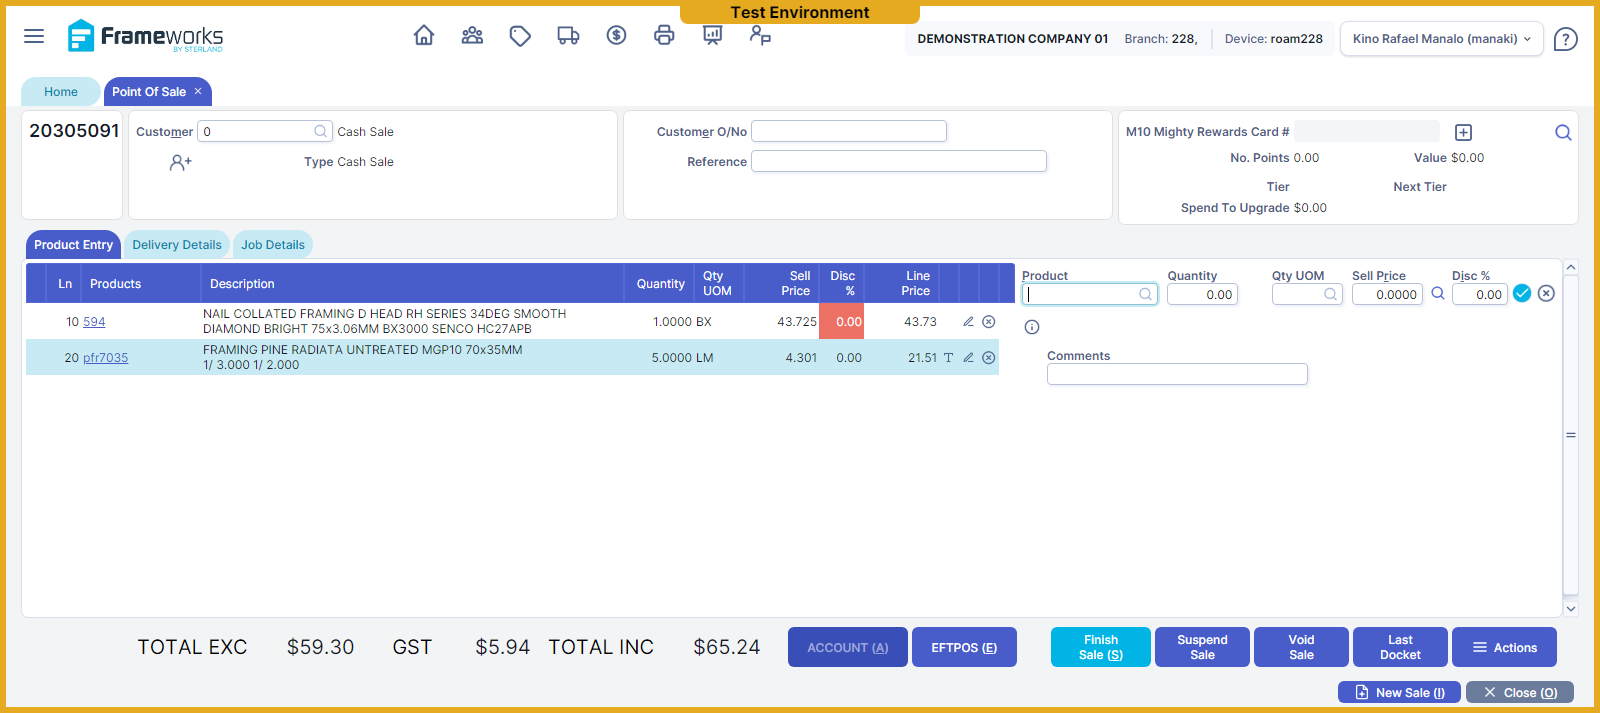 Test Environment
Frameworks
BY STERLAND
DEMONSTRATION COMPANY 01 Branch: 228, Device: roam228
Kino Rafael Manalo (manaki)
?
Home
Point Of Sale ×
20305091
Customer 0 Cash Sale
Type Cash Sale
Customer O/No
Reference
M10 Mighty Rewards Card #
No. Points 0.00 Value $0.00
Tier Next Tier
Spend To Upgrade $0.00
Product Entry Delivery Details Job Details
Ln Products Description Quantity Qty UOM Sell Price Disc % Line Price
10 594 NAIL COLLATED FRAMING D HEAD RH SERIES 34DEG SMOOTH
DIAMOND BRIGHT 75x3.06MM BX3000 SENCO HC27APB
1.0000 BX 43.725 0.00 43.73
20 pfr7035 FRAMING PINE RADIATA UNTREATED MGP10 70x35MM
1/ 3.000 1/ 2.000
5.0000 LM 4.301 0.00 21.51 T
Product Quantity Qty UOM Sell Price Disc %
0.00 0.0000 0.00
Comments
TOTAL EXC $59.30 GST $5.94 TOTAL INC $65.24
ACCOUNT (A)
EFTPOS (E)
Finish
Sale (S)
Suspend
Sale
Void
Sale
Last
Docket
Actions
New Sale (I)
Close (O)